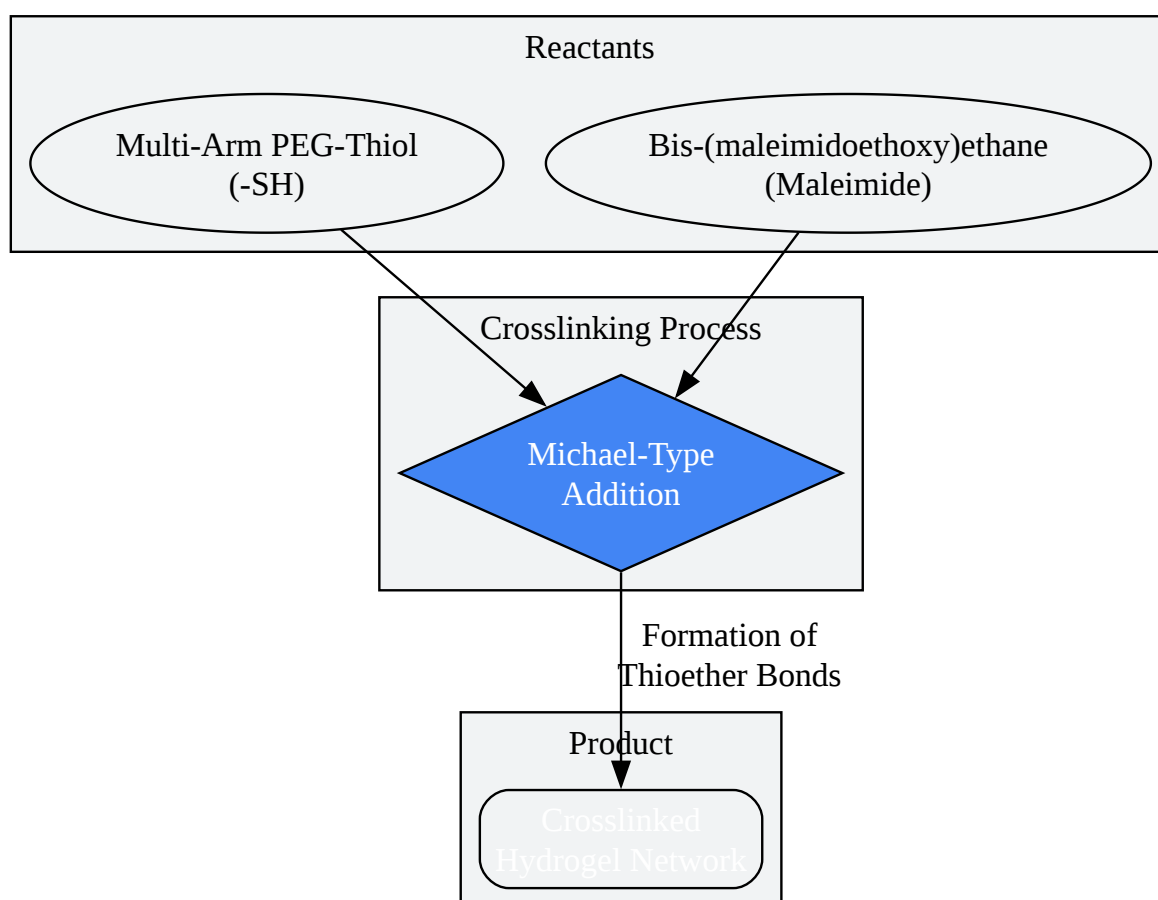 Reactants
Multi-Arm PEG-Thiol
(-SH)
Bis-(maleimidoethoxy)ethane
(Maleimide)
Crosslinking Process
Michael-Type
Addition
Formation of
Thioether Bonds
Product
Crosslinked
Hydrogel Network